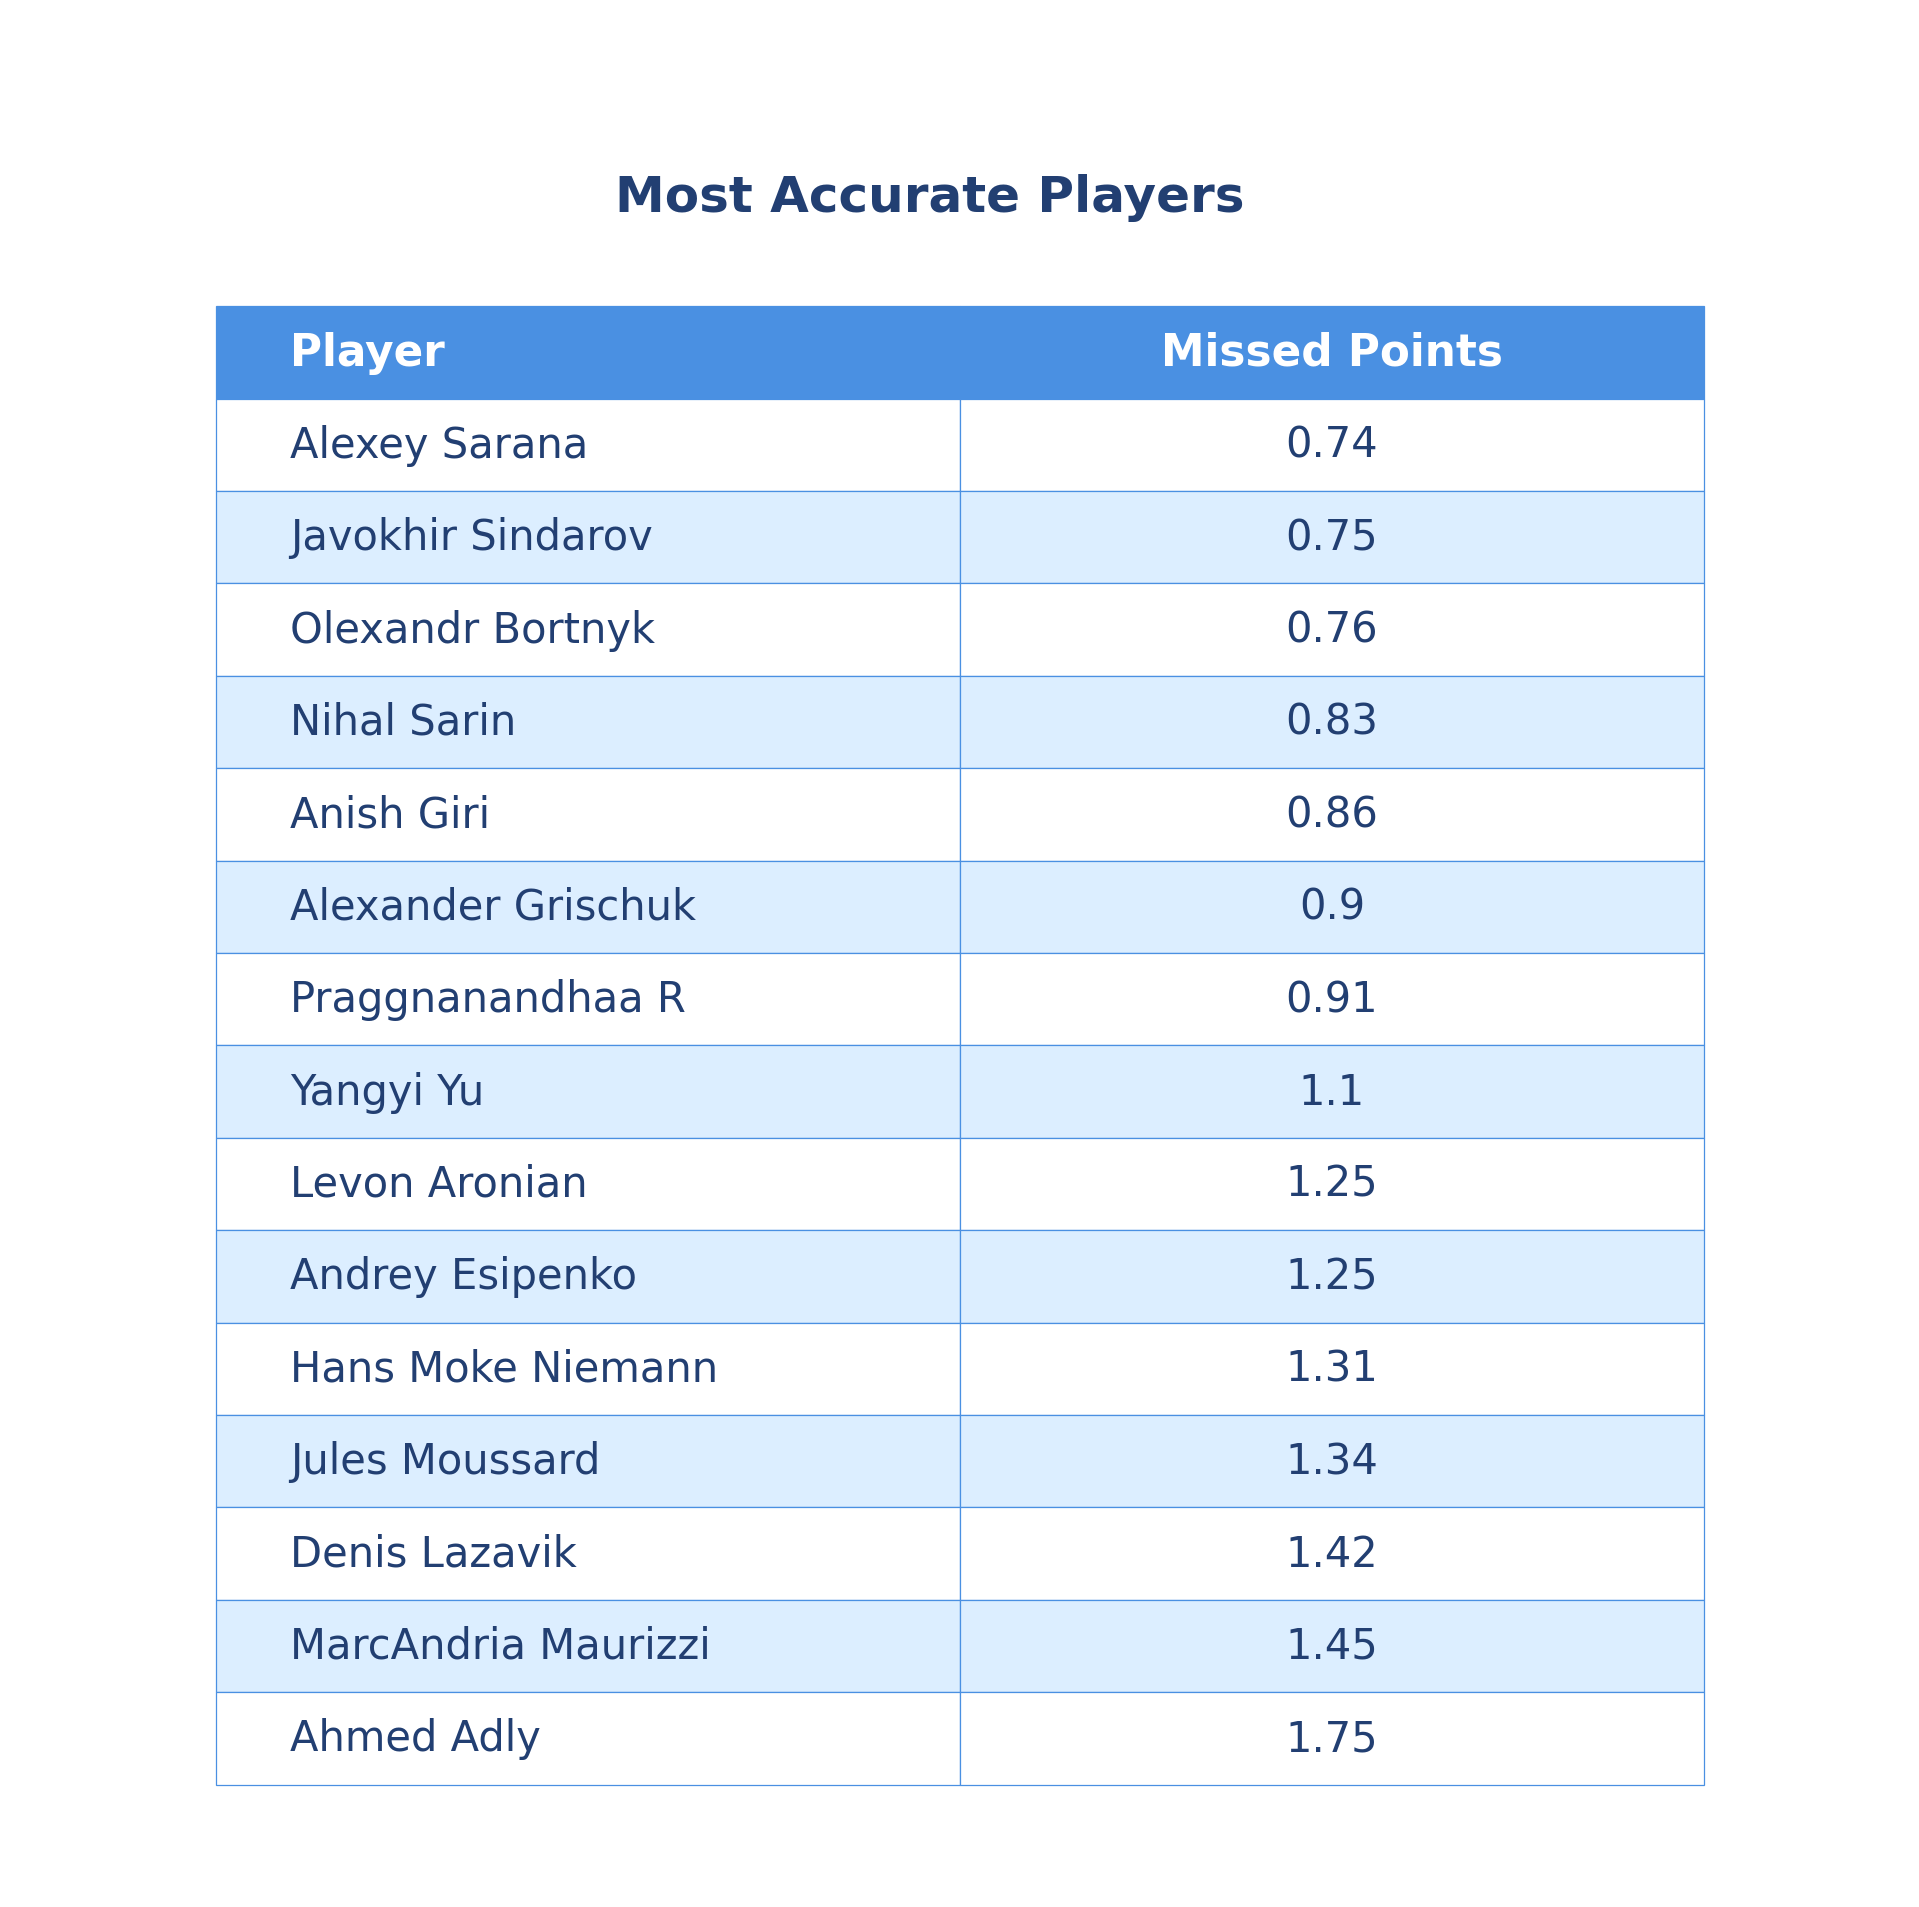 Most Accurate Players
Player Missed Points
Alexey Sarana 0.74
Javokhir Sindarov 0.75
Olexandr Bortnyk 0.76
Nihal Sarin 0.83
Anish Giri 0.86
Alexander Grischuk 0.9
Praggnanandhaa R 0.91
Yangyi Yu 1.1
Levon Aronian 1.25
Andrey Esipenko 1.25
Hans Moke Niemann 1.31
Jules Moussard 1.34
Denis Lazavik 1.42
MarcAndria Maurizzi 1.45
Ahmed Adly 1.75